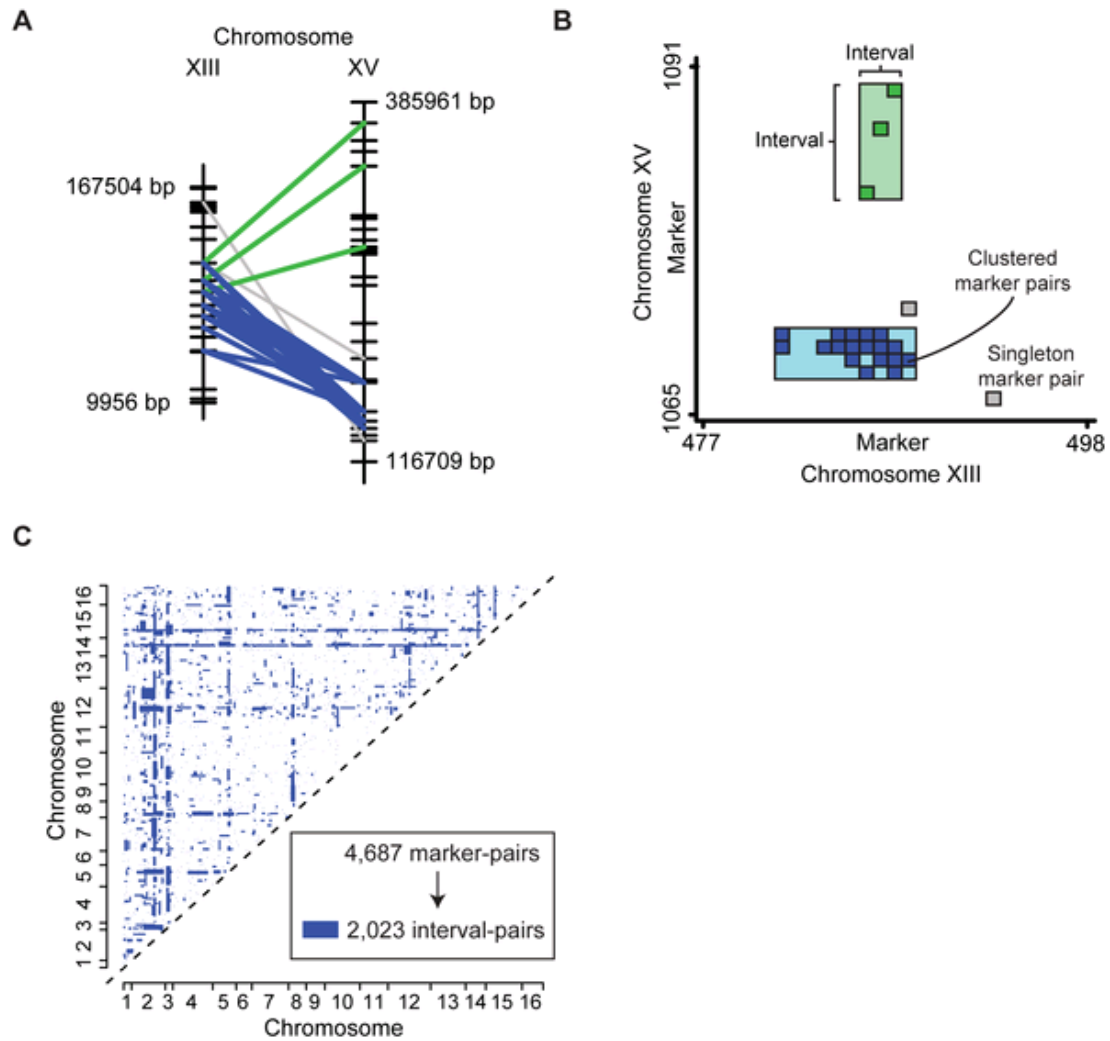 A
Chromosome
XIII XV
385961 bp
167504 bp
9956 bp
116709 bp
B
Interval
Interval
1091
Chromosome XV
Marker
1065
Clustered
marker pairs
Singleton
marker pair
477 Marker 498
Chromosome XIII
C
Chromosome
1 2 3 4 5 6 7 8 9 10 11 12 13 14 15 16
4,687 marker-pairs
2,023 interval-pairs
1 2 3 4 5 6 7 8 9 10 11 12 13 14 15 16
Chromosome